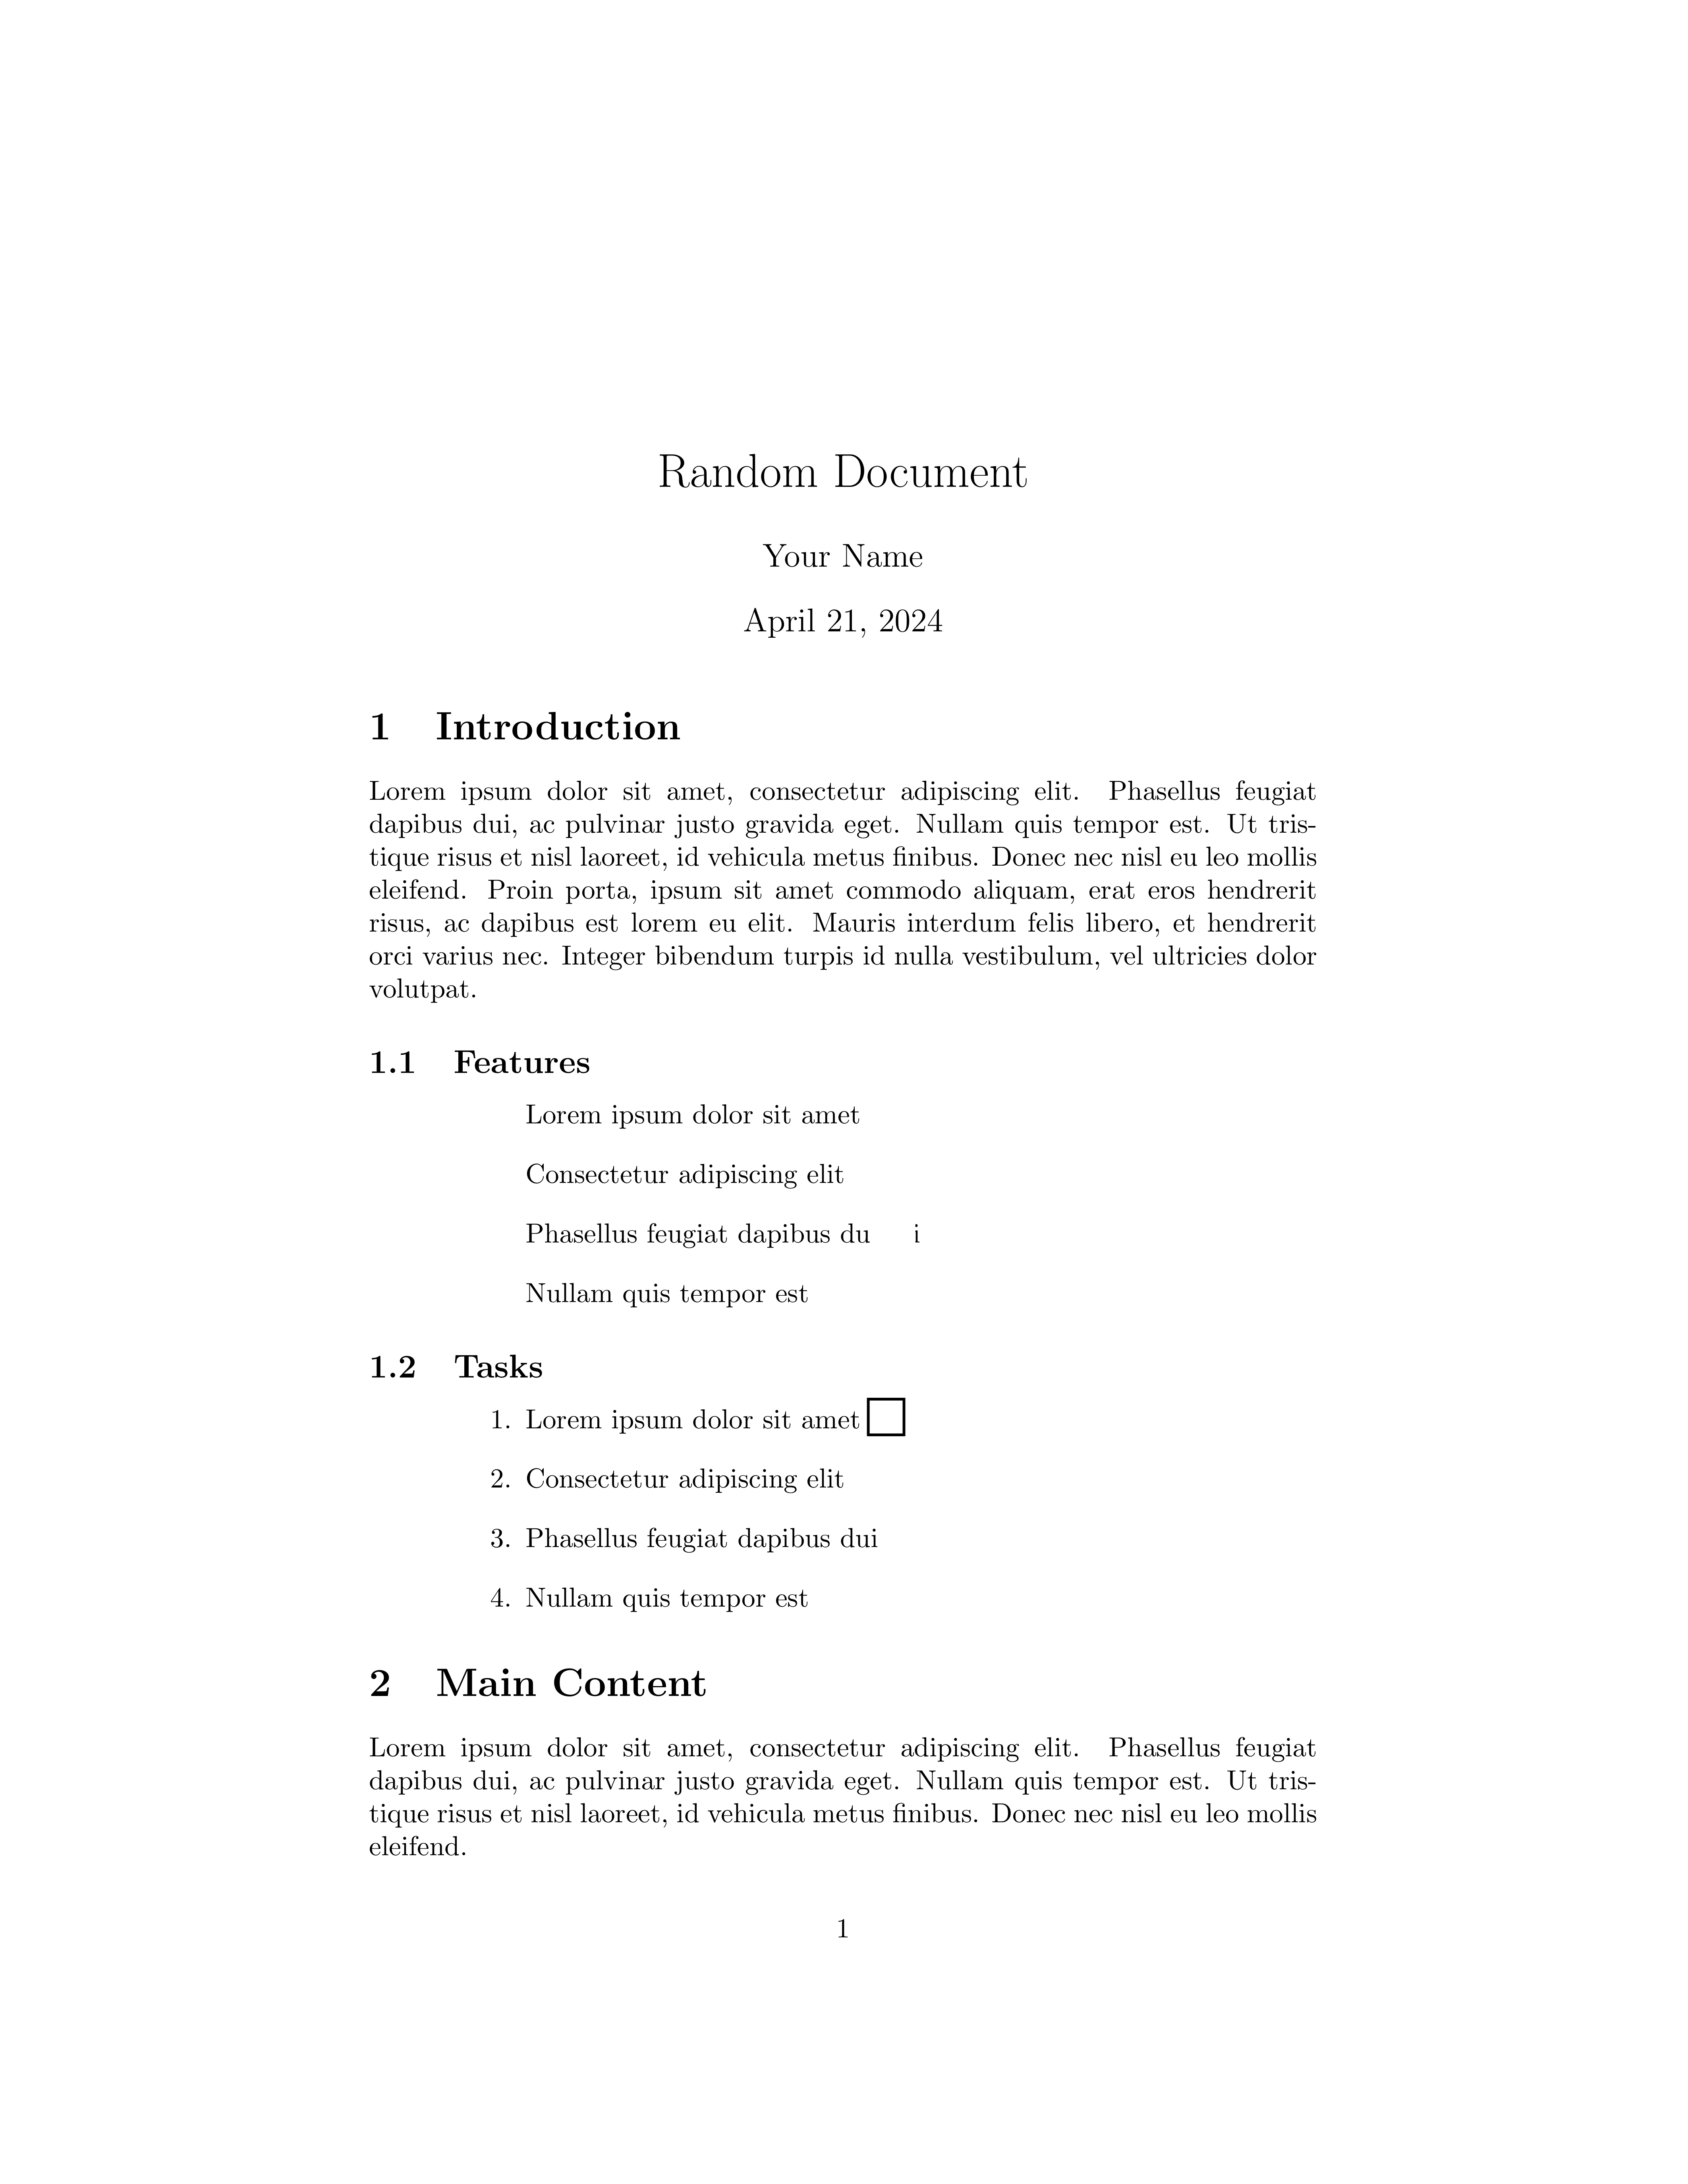 Random Document
Your Name
April 21, 2024
1 Introduction
Lorem ipsum dolor sit amet, consectetur adipiscing elit. Phasellus feugiat
dapibus dui, ac pulvinar justo gravida eget. Nullam quis tempor est. Ut tris-
tique risus et nisl laoreet, id vehicula metus finibus. Donec nec nisl eu leo mollis
eleifend. Proin porta, ipsum sit amet commodo aliquam, erat eros hendrerit
risus, ac dapibus est lorem eu elit. Mauris interdum felis libero, et hendrerit
orci varius nec. Integer bibendum turpis id nulla vestibulum, vel ultricies dolor
volutpat.
1.1 Features
Lorem ipsum dolor sit amet
Consectetur adipiscing elit
Phasellus feugiat dapibus du i
Nullam quis tempor est
1.2 Tasks
1. Lorem ipsum dolor sit amet
2. Consectetur adipiscing elit
3. Phasellus feugiat dapibus dui
4. Nullam quis tempor est
2 Main Content
Lorem ipsum dolor sit amet, consectetur adipiscing elit. Phasellus feugiat
dapibus dui, ac pulvinar justo gravida eget. Nullam quis tempor est. Ut tris-
tique risus et nisl laoreet, id vehicula metus finibus. Donec nec nisl eu leo mollis
eleifend.
1